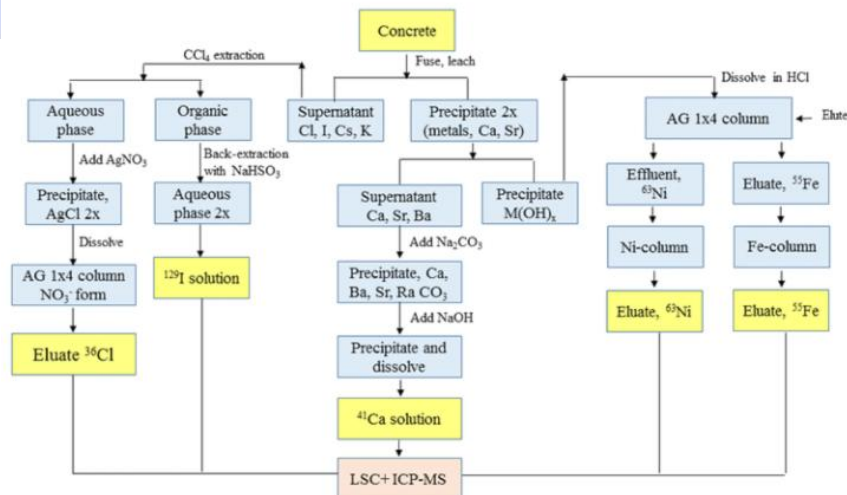 Concrete
CCl₄ extraction
Fuse, leach
Dissolve in HCl
Aqueous
phase
Organic
phase
Supernatant
Cl, I, Cs, K
Precipitate 2x
(metals, Ca, Sr)
AG 1x4 column
Elute
Add AgNO₃
Back-extraction
with NaHSO₃
Precipitate,
AgCl 2x
Aqueous
phase 2x
Supernatant
Ca, Sr, Ba
Precipitate
M(OH)ₓ
Effluent,
⁶³Ni
Eluate, ⁵⁵Fe
Dissolve
Add Na₂CO₃
AG 1x4 column
NO₃⁻ form
¹²⁹I solution
Precipitate, Ca,
Ba, Sr, Ra CO₃
Ni-column
Fe-column
Add NaOH
Eluate ³⁶Cl
Precipitate and
dissolve
Eluate, ⁶³Ni
Eluate, ⁵⁵Fe
⁴¹Ca solution
LSC+ ICP-MS